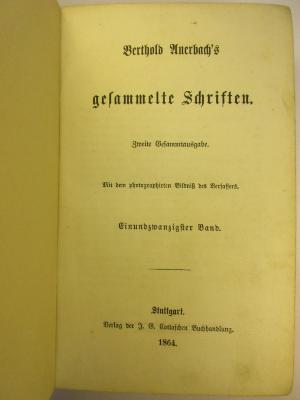 Berthold Auerbach's
gesammelte Schriften.
Zweite Gesammtausgabe.
Mit dem photographirten Bildniß des Verfassers.
Einundzwanzigster Band.
Stuttgart.
Verlag der J. G. Cotta'schen Buchhandlung.
1864.